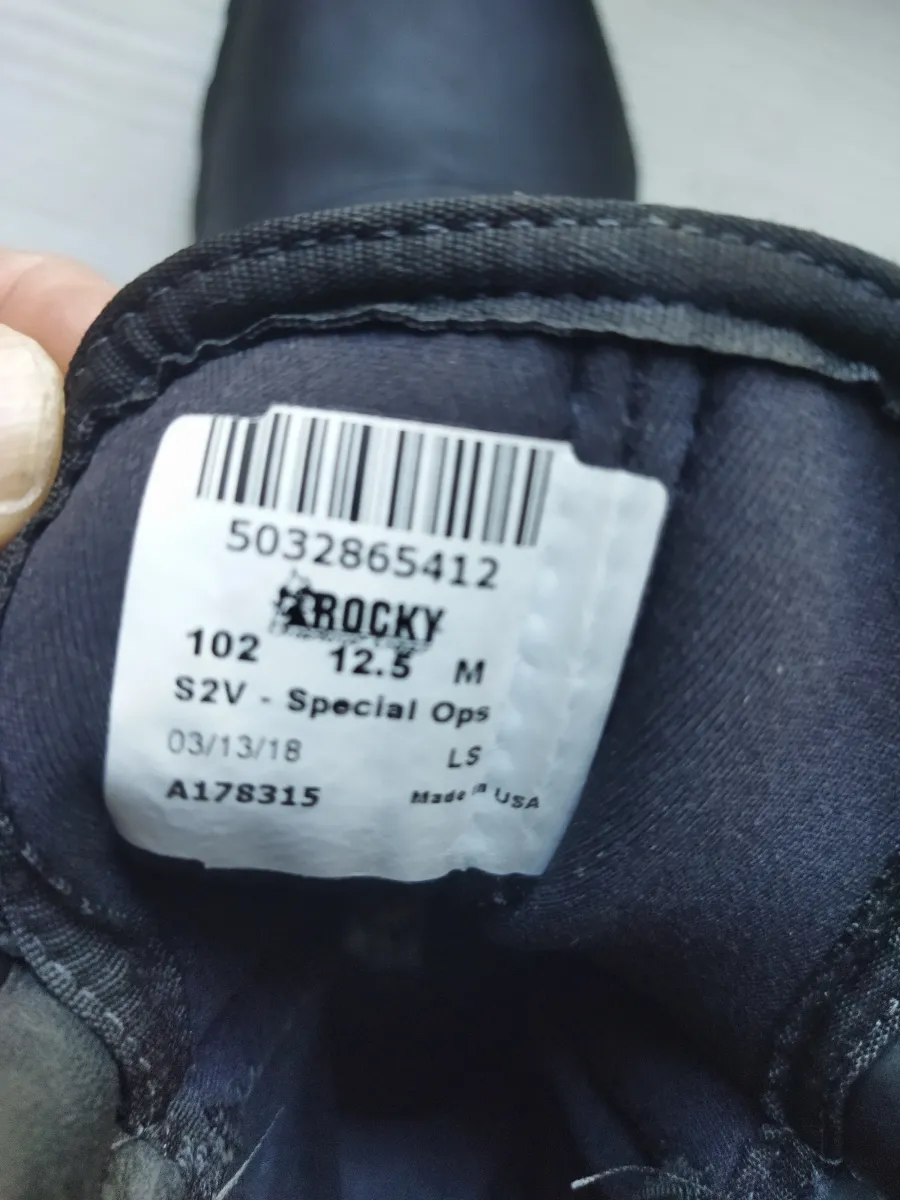 5032865412
ROCKY
102 12.5 M
S2V - Special Ops
03/13/18 LS
A178315 Made in USA